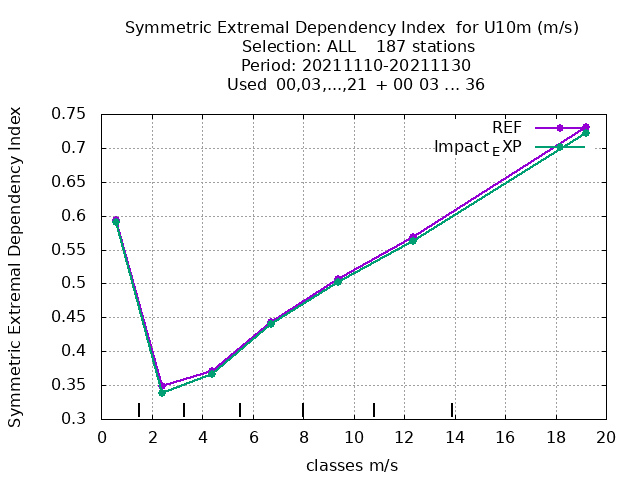 Symmetric Extremal Dependency Index for U10m (m/s)
Selection: ALL 187 stations
Period: 20211110-20211130
Used 00,03,...,21 + 00 03 ... 36
Symmetric Extremal Dependency Index
0.75
0.7
0.65
0.6
0.55
0.5
0.45
0.4
0.35
0.3
REF
Impact_EXP
0 2 4 6 8 10 12 14 16 18 20
classes m/s